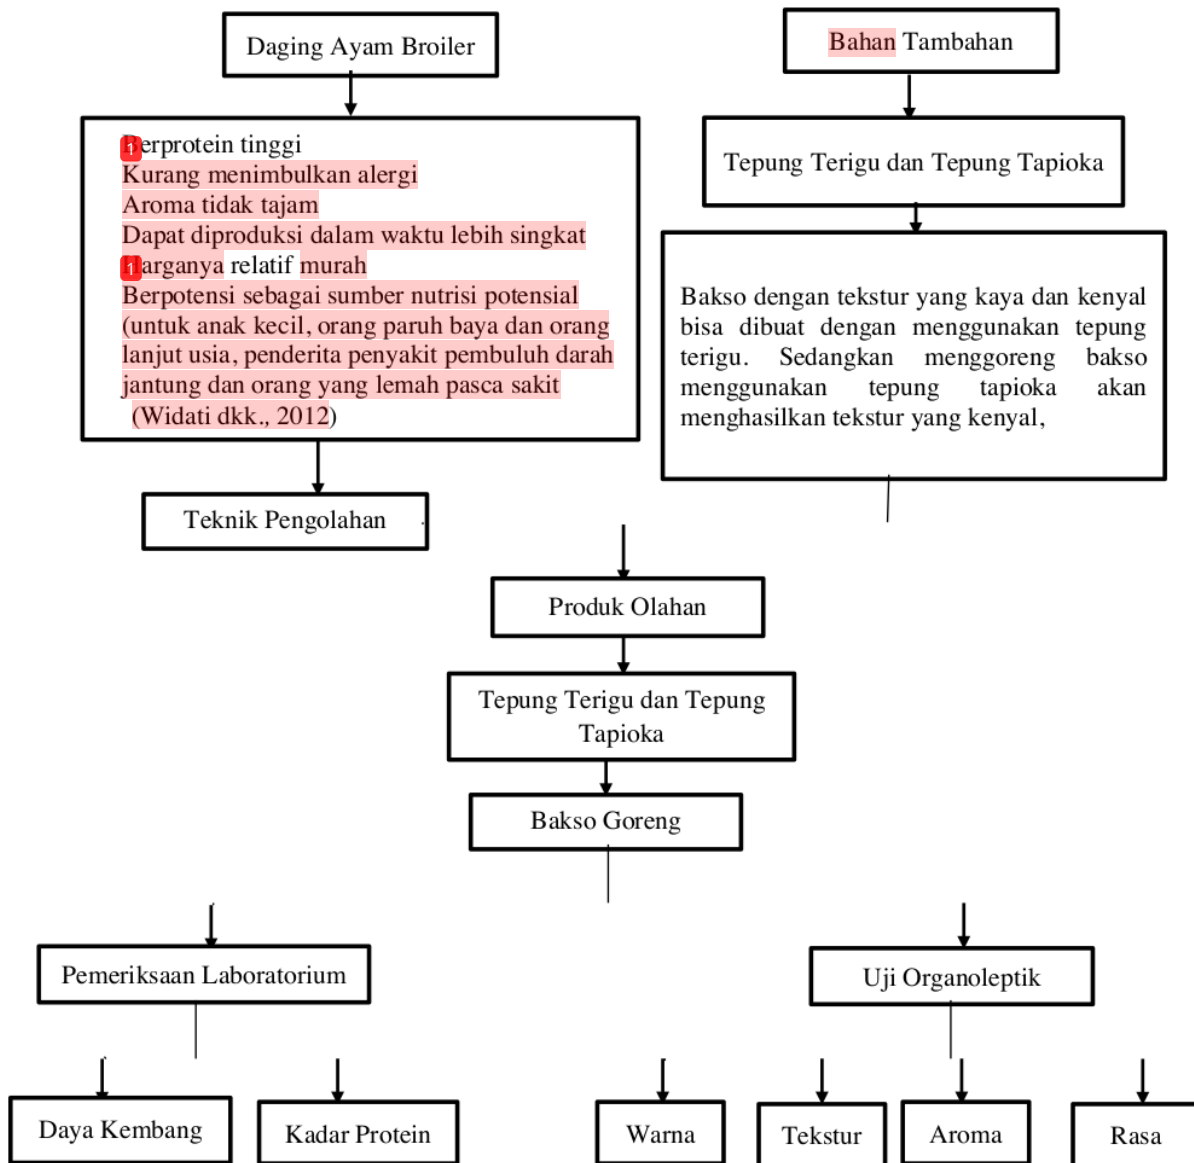 Daging Ayam Broiler
Bahan Tambahan
Berprotein tinggi
Kurang menimbulkan alergi
Aroma tidak tajam
Dapat diproduksi dalam waktu lebih singkat
Harganya relatif murah
Berpotensi sebagai sumber nutrisi potensial
(untuk anak kecil, orang paruh baya dan orang
lanjut usia, penderita penyakit pembuluh darah
jantung dan orang yang lemah pasca sakit
(Widati dkk., 2012)
1
1
Tepung Terigu dan Tepung Tapioka
Bakso dengan tekstur yang kaya dan kenyal
bisa dibuat dengan menggunakan tepung
terigu. Sedangkan menggoreng bakso
menggunakan tepung tapioka akan
menghasilkan tekstur yang kenyal,
Teknik Pengolahan
Produk Olahan
Tepung Terigu dan Tepung
Tapioka
Bakso Goreng
Pemeriksaan Laboratorium
Uji Organoleptik
Daya Kembang
Kadar Protein
Warna
Tekstur
Aroma
Rasa